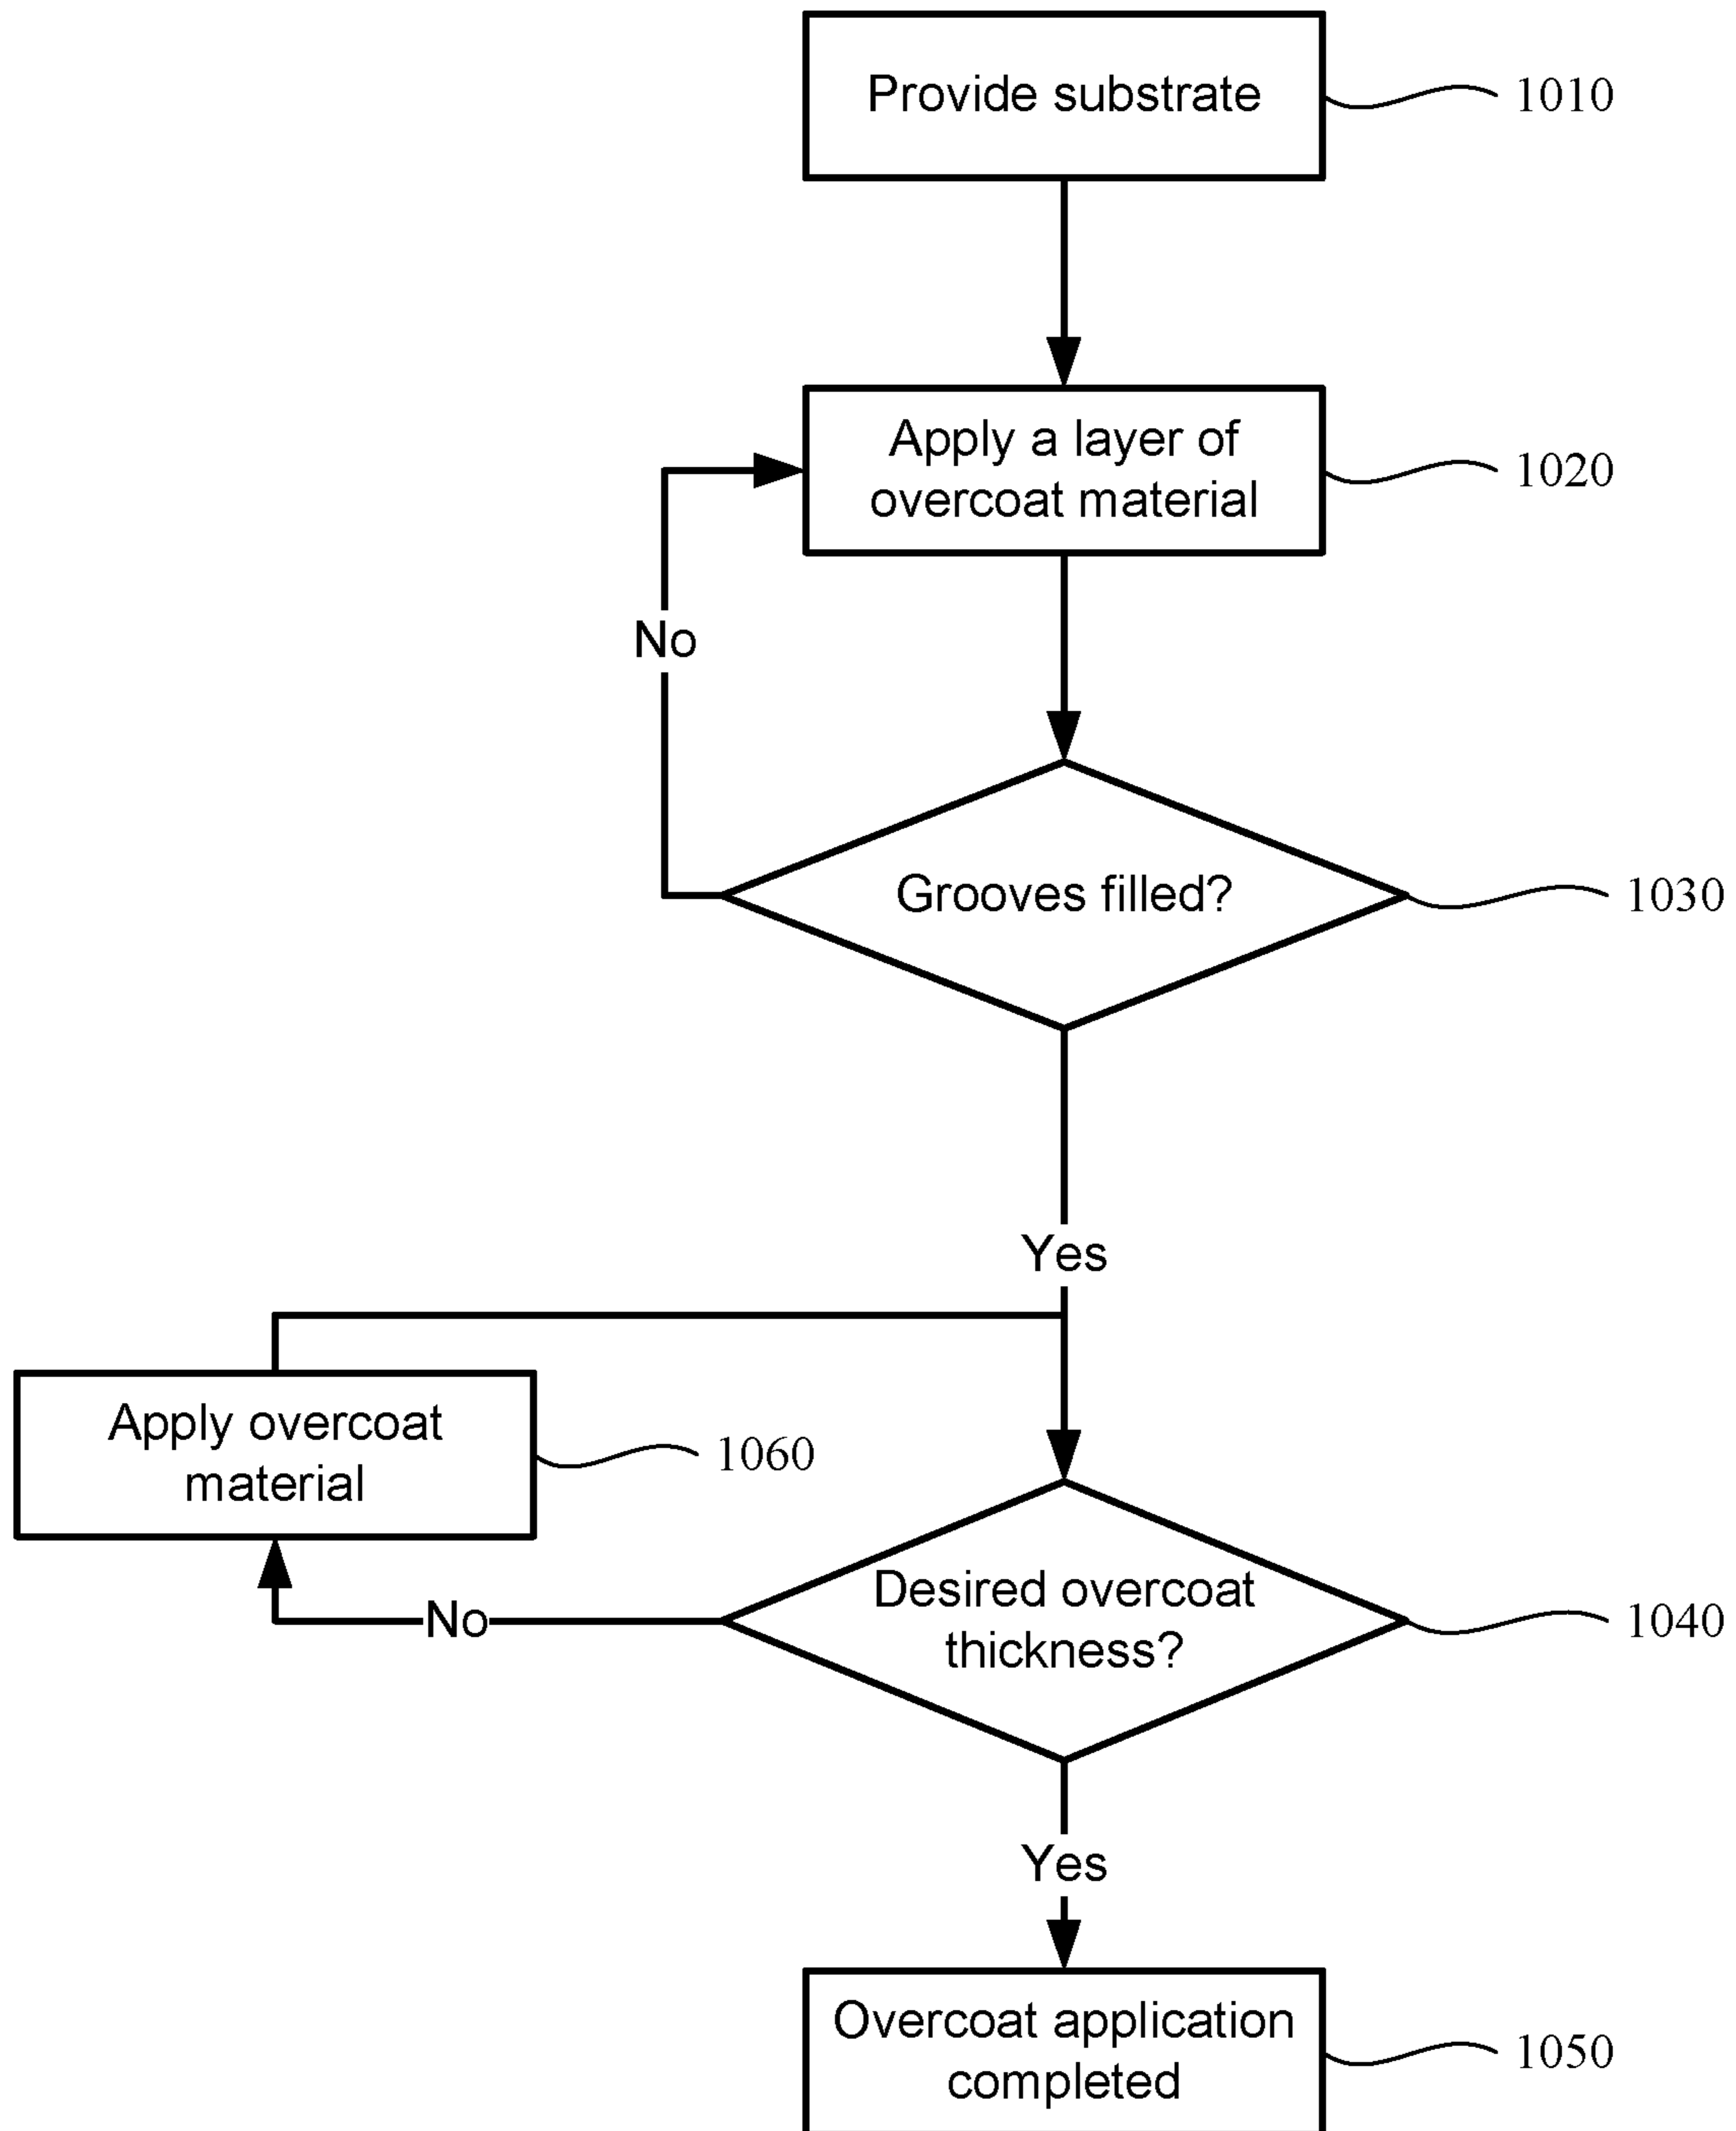 Provide substrate
1010
Apply a layer of
overcoat material
1020
No
Grooves filled?
1030
Yes
Apply overcoat
material
1060
Desired overcoat
thickness?
1040
No
Yes
Overcoat application
completed
1050